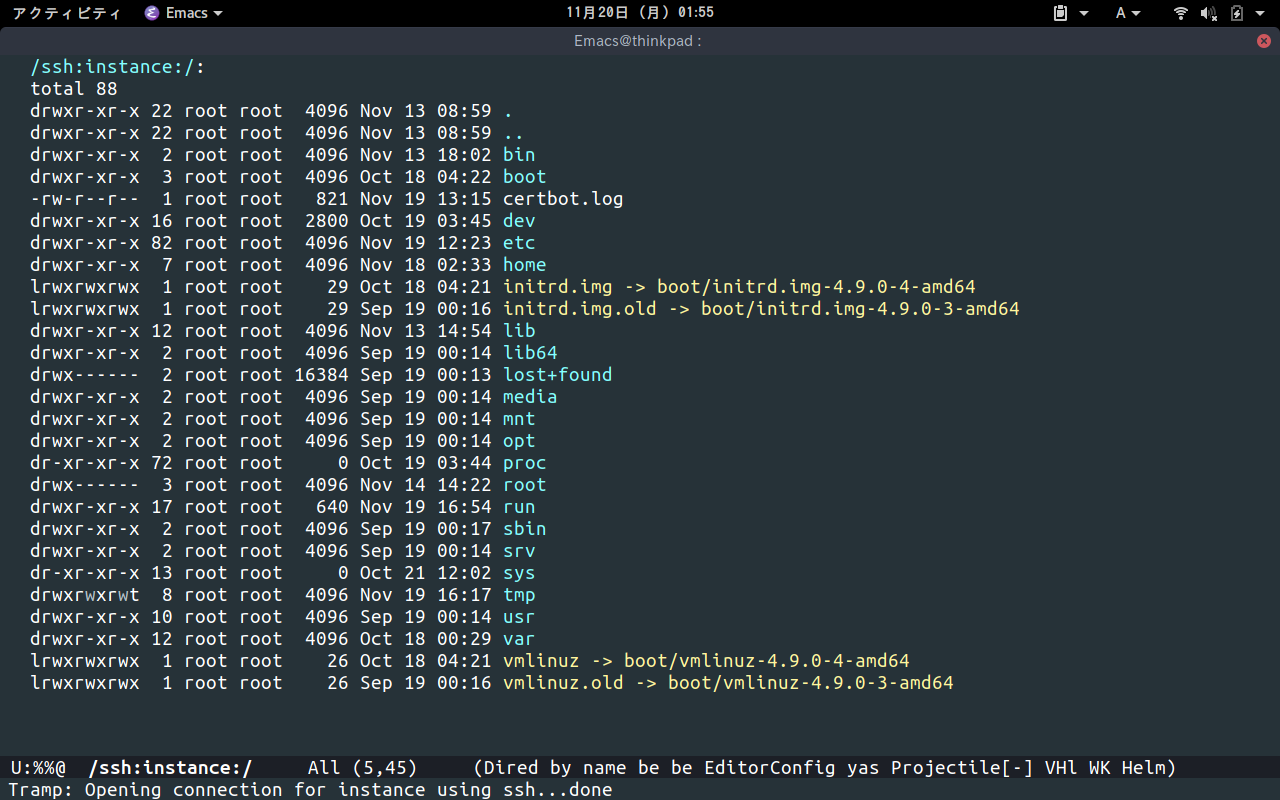 アクティビティ Emacs 11月20日 (月) 01:55 A
Emacs@thinkpad :
/ssh:instance:/:
total 88
drwxr-xr-x 22 root root  4096 Nov 13 08:59 .
drwxr-xr-x 22 root root  4096 Nov 13 08:59 ..
drwxr-xr-x  2 root root  4096 Nov 13 18:02 bin
drwxr-xr-x  3 root root  4096 Oct 18 04:22 boot
-rw-r--r--  1 root root   821 Nov 19 13:15 certbot.log
drwxr-xr-x 16 root root  2800 Oct 19 03:45 dev
drwxr-xr-x 82 root root  4096 Nov 19 12:23 etc
drwxr-xr-x  7 root root  4096 Nov 18 02:33 home
lrwxrwxrwx  1 root root    29 Oct 18 04:21 initrd.img -> boot/initrd.img-4.9.0-4-amd64
lrwxrwxrwx  1 root root    29 Sep 19 00:16 initrd.img.old -> boot/initrd.img-4.9.0-3-amd64
drwxr-xr-x 12 root root  4096 Nov 13 14:54 lib
drwxr-xr-x  2 root root  4096 Sep 19 00:14 lib64
drwx------  2 root root 16384 Sep 19 00:13 lost+found
drwxr-xr-x  2 root root  4096 Sep 19 00:14 media
drwxr-xr-x  2 root root  4096 Sep 19 00:14 mnt
drwxr-xr-x  2 root root  4096 Sep 19 00:14 opt
dr-xr-xr-x 72 root root     0 Oct 19 03:44 proc
drwx------  3 root root  4096 Nov 14 14:22 root
drwxr-xr-x 17 root root   640 Nov 19 16:54 run
drwxr-xr-x  2 root root  4096 Sep 19 00:17 sbin
drwxr-xr-x  2 root root  4096 Sep 19 00:14 srv
dr-xr-xr-x 13 root root     0 Oct 21 12:02 sys
drwxrwxrwt  8 root root  4096 Nov 19 16:17 tmp
drwxr-xr-x 10 root root  4096 Sep 19 00:14 usr
drwxr-xr-x 12 root root  4096 Oct 18 00:29 var
lrwxrwxrwx  1 root root    26 Oct 18 04:21 vmlinuz -> boot/vmlinuz-4.9.0-4-amd64
lrwxrwxrwx  1 root root    26 Sep 19 00:16 vmlinuz.old -> boot/vmlinuz-4.9.0-3-amd64
U:%%@  /ssh:instance:/     All (5,45)     (Dired by name be be EditorConfig yas Projectile[-] VHl WK Helm)
Tramp: Opening connection for instance using ssh...done